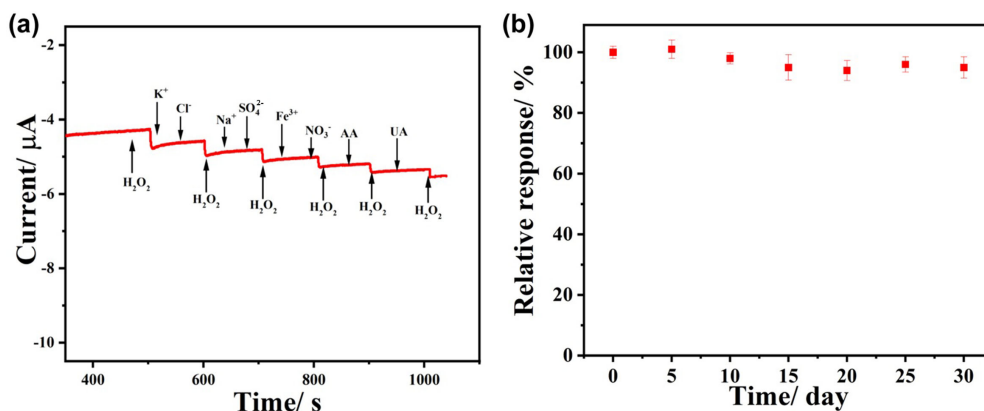 (a)
Current/ μA
-2
-4
-6
-8
-10
K⁺
Cl⁻
Na⁺
SO₄²⁻
Fe³⁺
NO₃⁻
AA
UA
H₂O₂
H₂O₂
H₂O₂
H₂O₂
H₂O₂
H₂O₂
400 600 800 1000
Time/ s
(b)
Relative response/ %
100
80
60
40
20
0
0 5 10 15 20 25 30
Time/ day